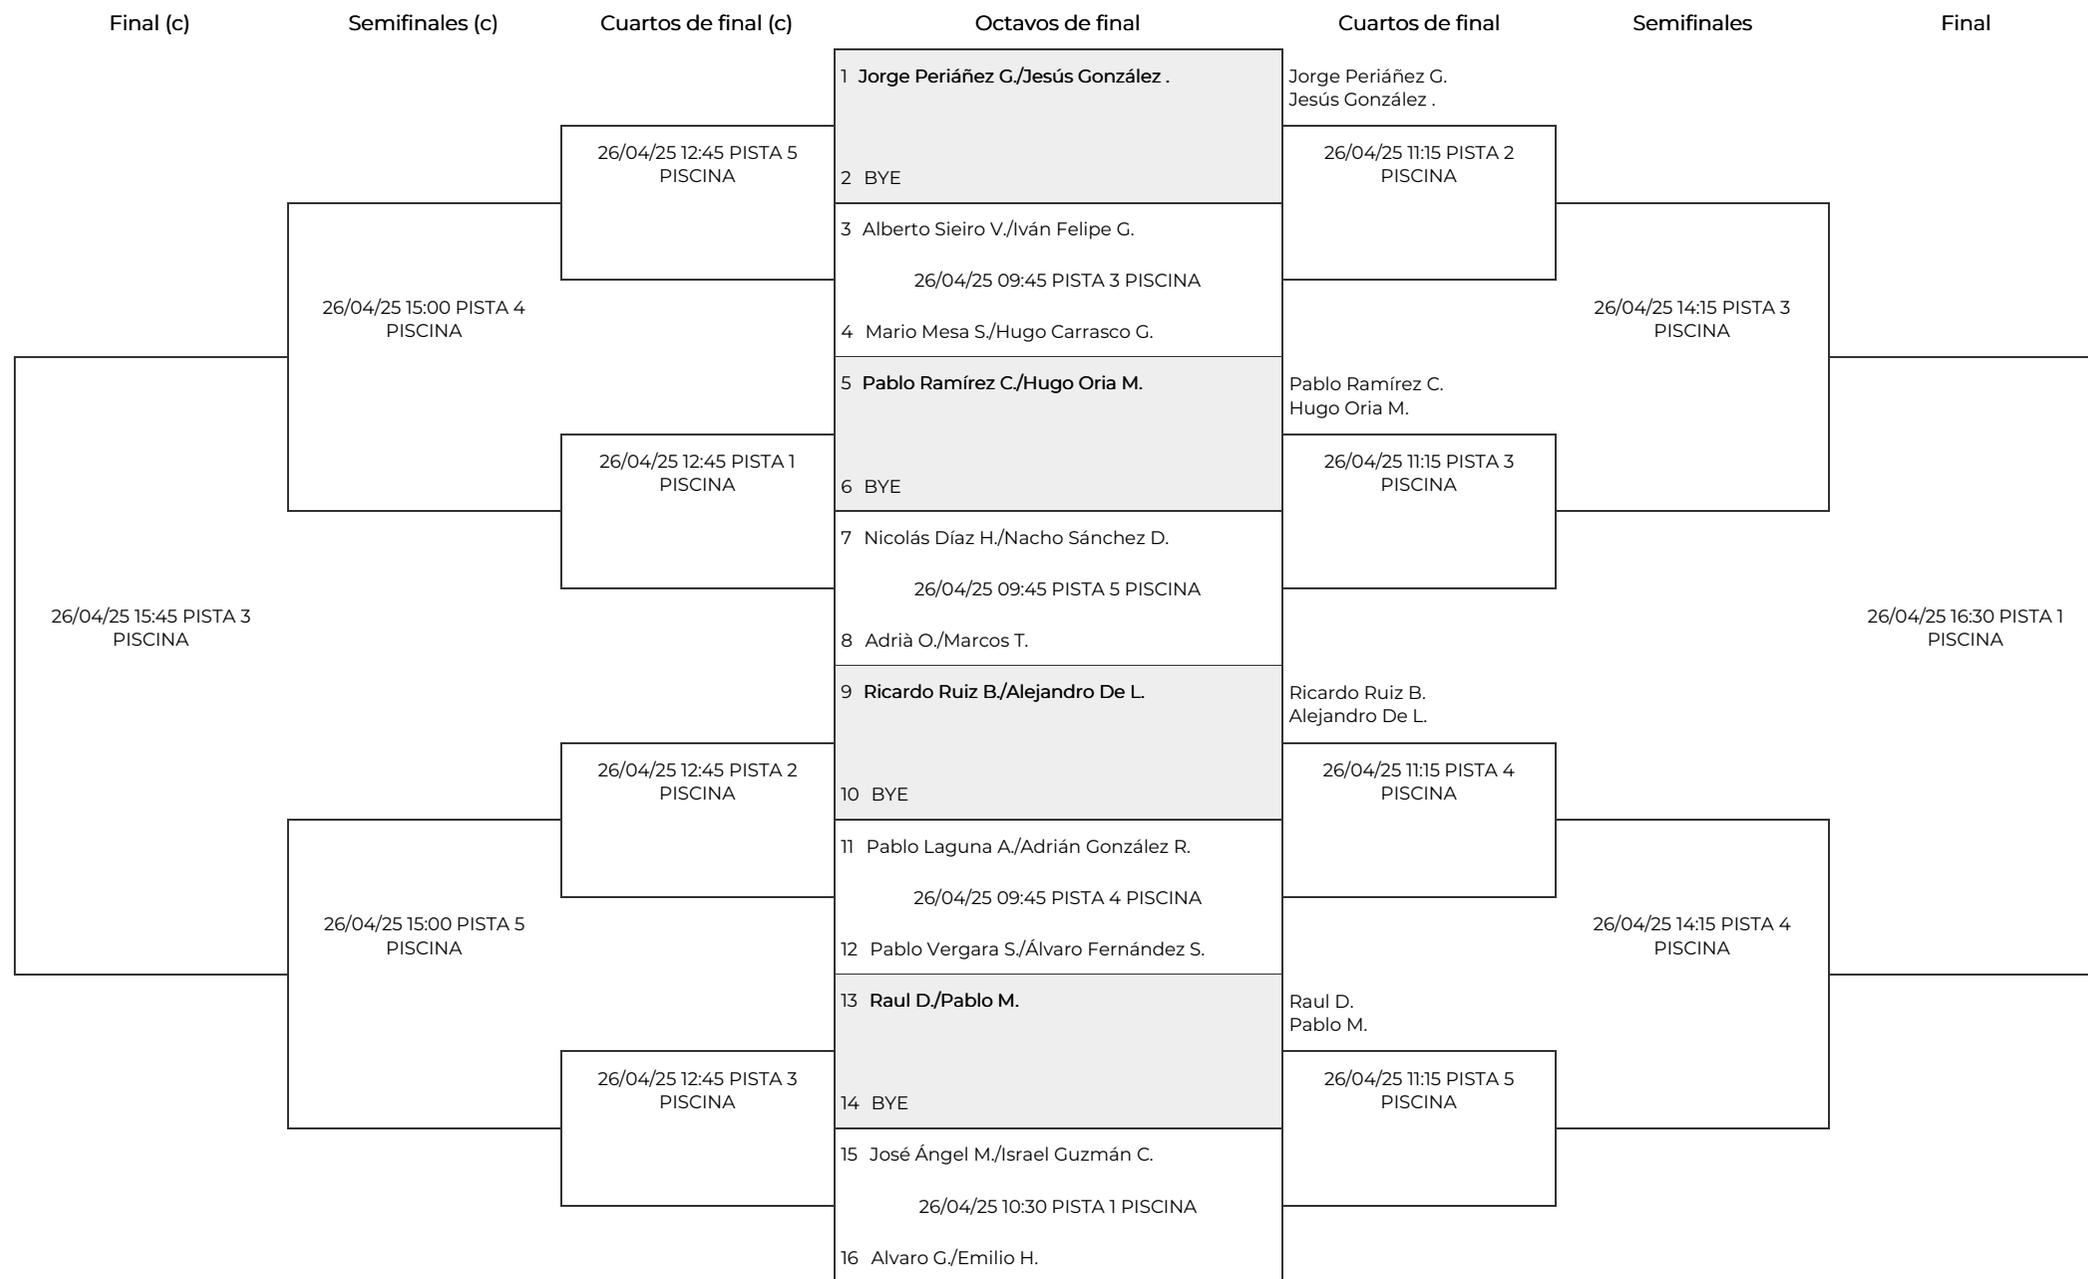 Final (c)
Semifinales (c)
Cuartos de final (c)
Octavos de final
Cuartos de final
Semifinales
Final
26/04/25 15:45 PISTA 3
PISCINA
26/04/25 15:00 PISTA 4
PISCINA
26/04/25 15:00 PISTA 5
PISCINA
26/04/25 12:45 PISTA 5
PISCINA
26/04/25 12:45 PISTA 1
PISCINA
26/04/25 12:45 PISTA 2
PISCINA
26/04/25 12:45 PISTA 3
PISCINA
1 Jorge Periáñez G./Jesús González .
2 BYE
3 Alberto Sieiro V./Iván Felipe G.
26/04/25 09:45 PISTA 3 PISCINA
4 Mario Mesa S./Hugo Carrasco G.
5 Pablo Ramírez C./Hugo Oria M.
6 BYE
7 Nicolás Díaz H./Nacho Sánchez D.
26/04/25 09:45 PISTA 5 PISCINA
8 Adrià O./Marcos T.
9 Ricardo Ruiz B./Alejandro De L.
10 BYE
11 Pablo Laguna A./Adrián González R.
26/04/25 09:45 PISTA 4 PISCINA
12 Pablo Vergara S./Álvaro Fernández S.
13 Raul D./Pablo M.
14 BYE
15 José Ángel M./Israel Guzmán C.
26/04/25 10:30 PISTA 1 PISCINA
16 Alvaro G./Emilio H.
Jorge Periáñez G.
Jesús González .
26/04/25 11:15 PISTA 2
PISCINA
Pablo Ramírez C.
Hugo Oria M.
26/04/25 11:15 PISTA 3
PISCINA
Ricardo Ruiz B.
Alejandro De L.
26/04/25 11:15 PISTA 4
PISCINA
Raul D.
Pablo M.
26/04/25 11:15 PISTA 5
PISCINA
26/04/25 14:15 PISTA 3
PISCINA
26/04/25 14:15 PISTA 4
PISCINA
26/04/25 16:30 PISTA 1
PISCINA